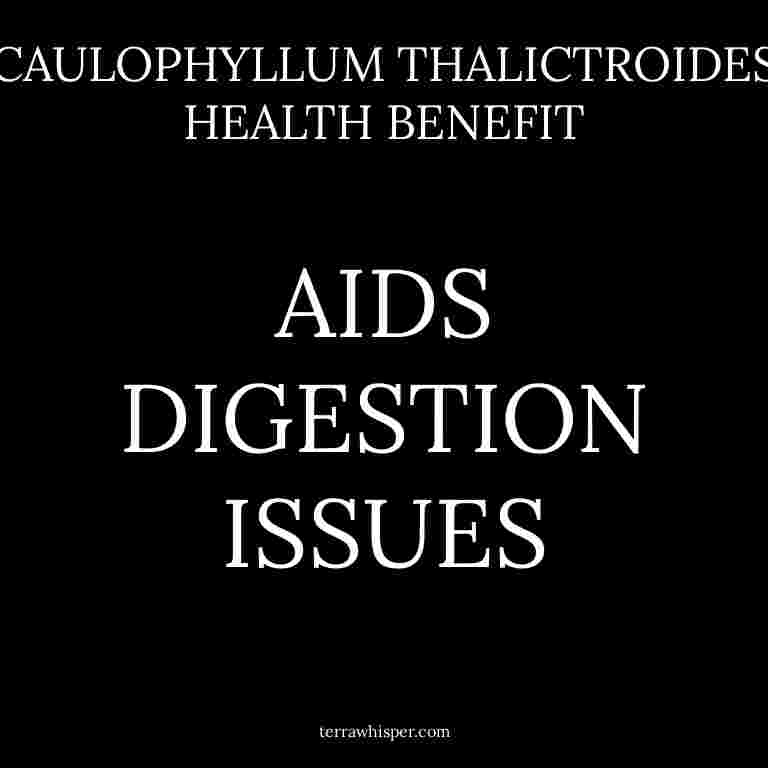 CAULOPHYLLUM THALICTROIDES
HEALTH BENEFIT
AIDS
DIGESTION
ISSUES
terrawhisper.com